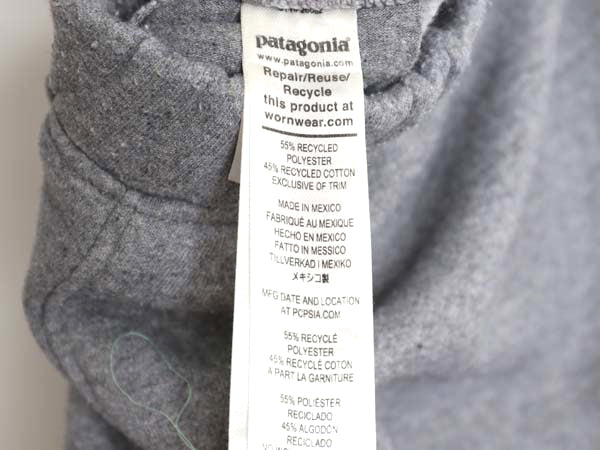 patagonia®
www.patagonia.com
Repair/Reuse/
Recycle
this product at
wornwear.com
55% RECYCLED
POLYESTER
45% RECYCLED COTTON
EXCLUSIVE OF TRIM
MADE IN MEXICO
FABRIQUÉ AU MEXIQUE
HECHO EN MÉXICO
FATTO IN MESSICO
TILLVERKAD I MEXIKO
メキシコ製
MFG DATE AND LOCATION
AT PCPSIA.COM
55% RECYCLÉ
POLYESTER
45% RECYCLÉ COTON
A PART LA GARNITURE
55% POLIÉSTER
RECICLADO
45% ALGODÓN
RECICLADO